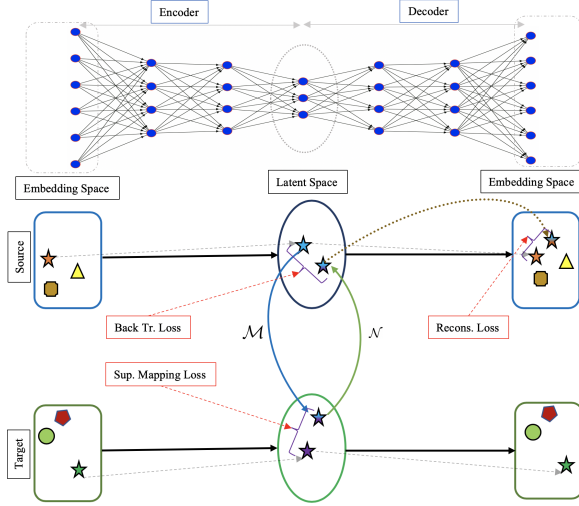 Encoder
Decoder
Embedding Space
Latent Space
Embedding Space
Source
Back Tr. Loss
ℳ
𝒩
Recons. Loss
Sup. Mapping Loss
Target